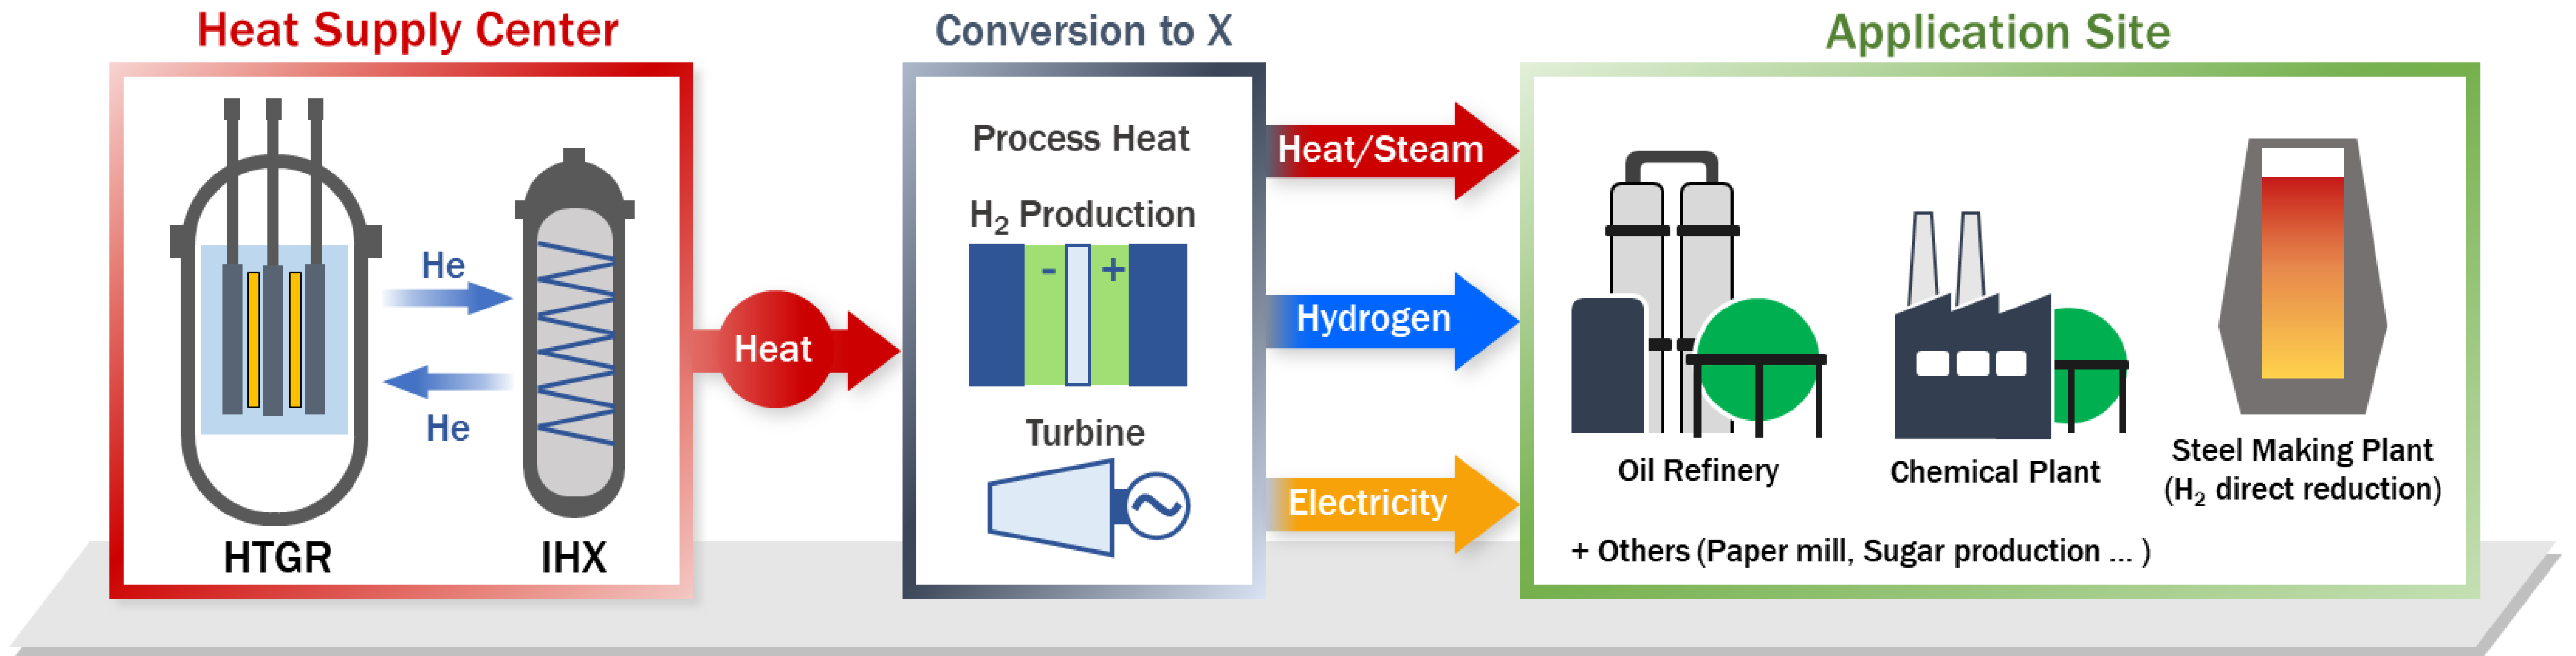 Heat Supply Center
He
He
HTGR
IHX
Heat
Conversion to X
Process Heat
H₂ Production
- +
Turbine
Heat/Steam
Hydrogen
Electricity
Application Site
Oil Refinery
Chemical Plant
Steel Making Plant
(H₂ direct reduction)
+ Others (Paper mill, Sugar production ... )